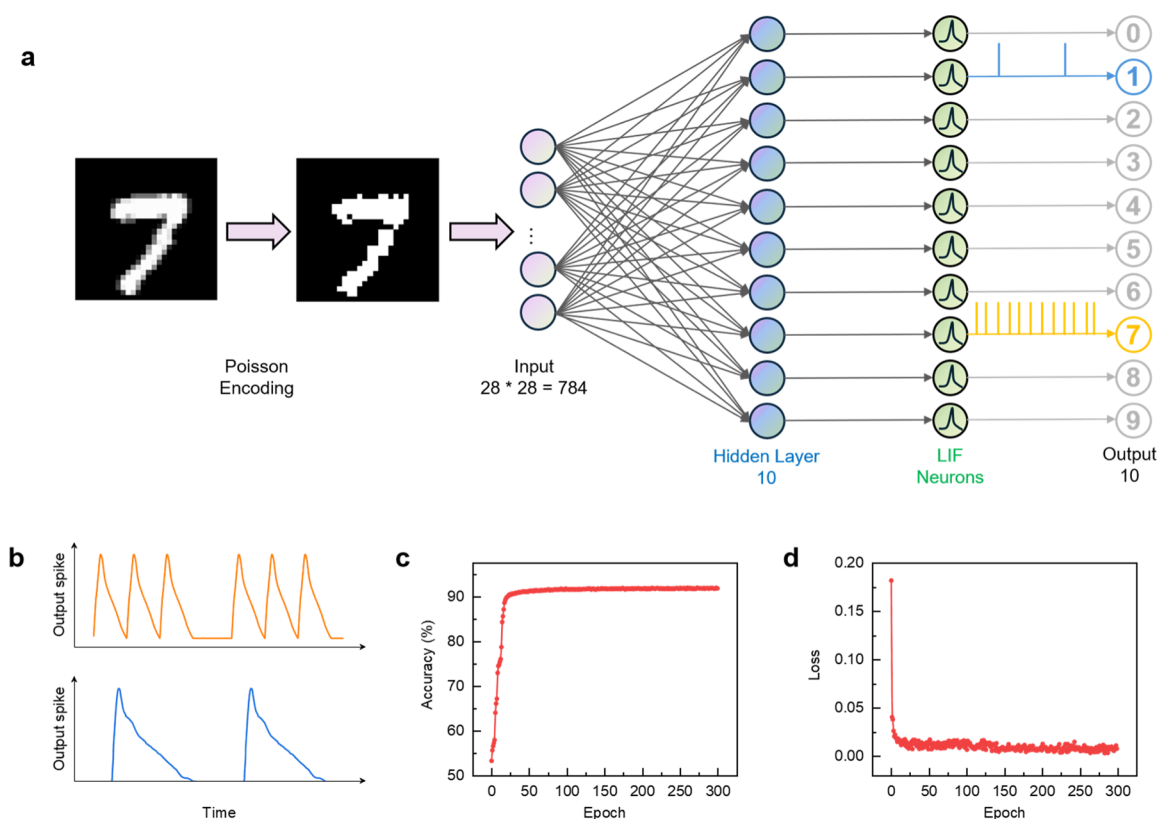 a
0
1
2
3
4
5
6
7
8
9
Poisson
Encoding
Input
28 * 28 = 784
Hidden Layer
10
LIF
Neurons
Output
10
b
Output spike
Output spike
Time
c
Accuracy (%)
90
80
70
60
50
0
50
100
150
200
250
300
Epoch
d
Loss
0.20
0.15
0.10
0.05
0.00
0
50
100
150
200
250
300
Epoch